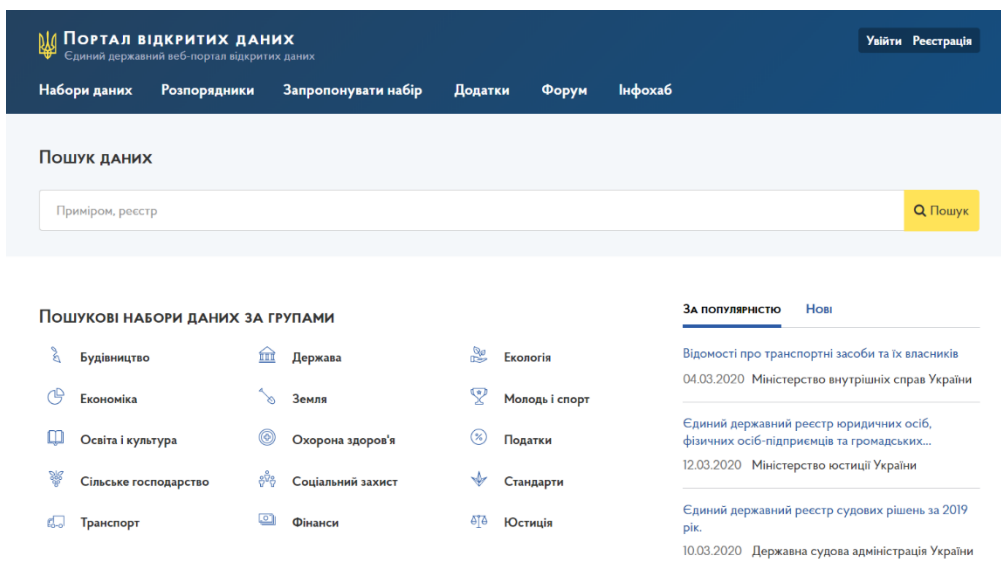 Портал відкритих даних
Єдиний державний веб-портал відкритих даних
Увійти Реєстрація
Набори даних Розпорядники Запропонувати набір Додатки Форум Інфохаб
Пошук даних
Приміром, реєстр
Пошук
Пошукові набори даних за групами
Будівництво Держава Екологія
Економіка Земля Молодь і спорт
Освіта і культура Охорона здоров'я Податки
Сільське господарство Соціальний захист Стандарти
Транспорт Фінанси Юстиція
За популярністю Нові
Відомості про транспортні засоби та їх власників
04.03.2020 Міністерство внутрішніх справ України
Єдиний державний реєстр юридичних осіб,
фізичних осіб-підприємців та громадських...
12.03.2020 Міністерство юстиції України
Єдиний державний реєстр судових рішень за 2019
рік.
10.03.2020 Державна судова адміністрація України